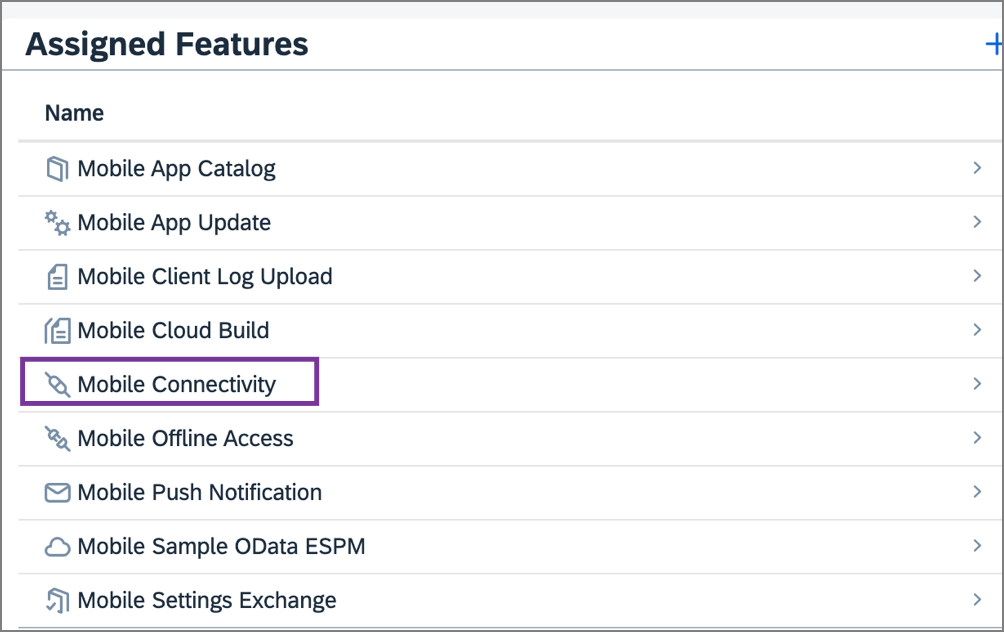 Assigned Features
Name
Mobile App Catalog
Mobile App Update
Mobile Client Log Upload
Mobile Cloud Build
Mobile Connectivity
Mobile Offline Access
Mobile Push Notification
Mobile Sample OData ESPM
Mobile Settings Exchange